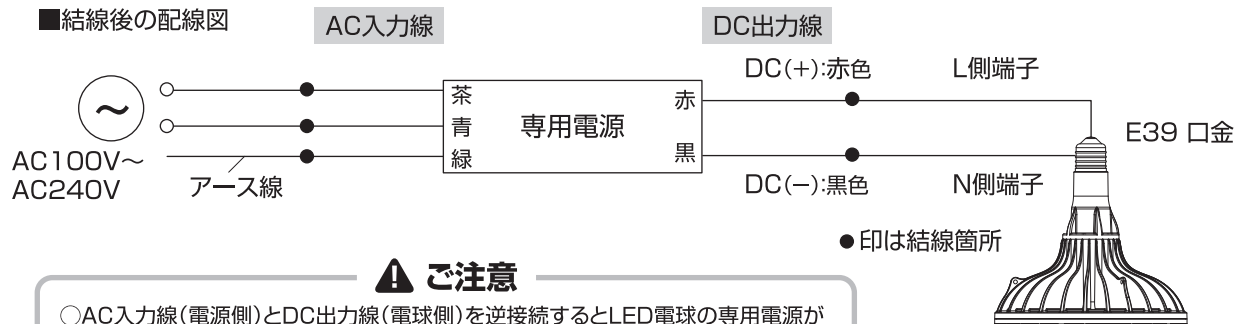 ■結線後の配線図
AC入力線
DC出力線
DC(+):赤色
L側端子
茶
青
緑
専用電源
赤
黒
E39 口金
AC100V~
AC240V
アース線
DC(-):黒色
N側端子
●印は結線箇所
ご注意
○AC入力線(電源側)とDC出力線(電球側)を逆接続するとLED電球の専用電源が